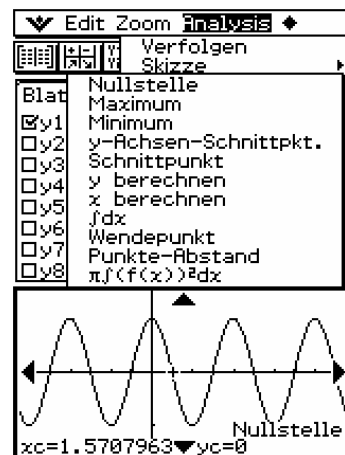 Edit Zoom Analysis
Verfolgen
Skizze
Blat
Nullstelle
Maximum
Minimum
y-Achsen-Schnittpkt.
Schnittpunkt
y berechnen
x berechnen
∫dx
Wendepunkt
Punkte-Abstand
π∫(f(x))²dx
y1
y2
y3
y4
y5
y6
y7
y8
Nullstelle
xc=1.5707963 yc=0